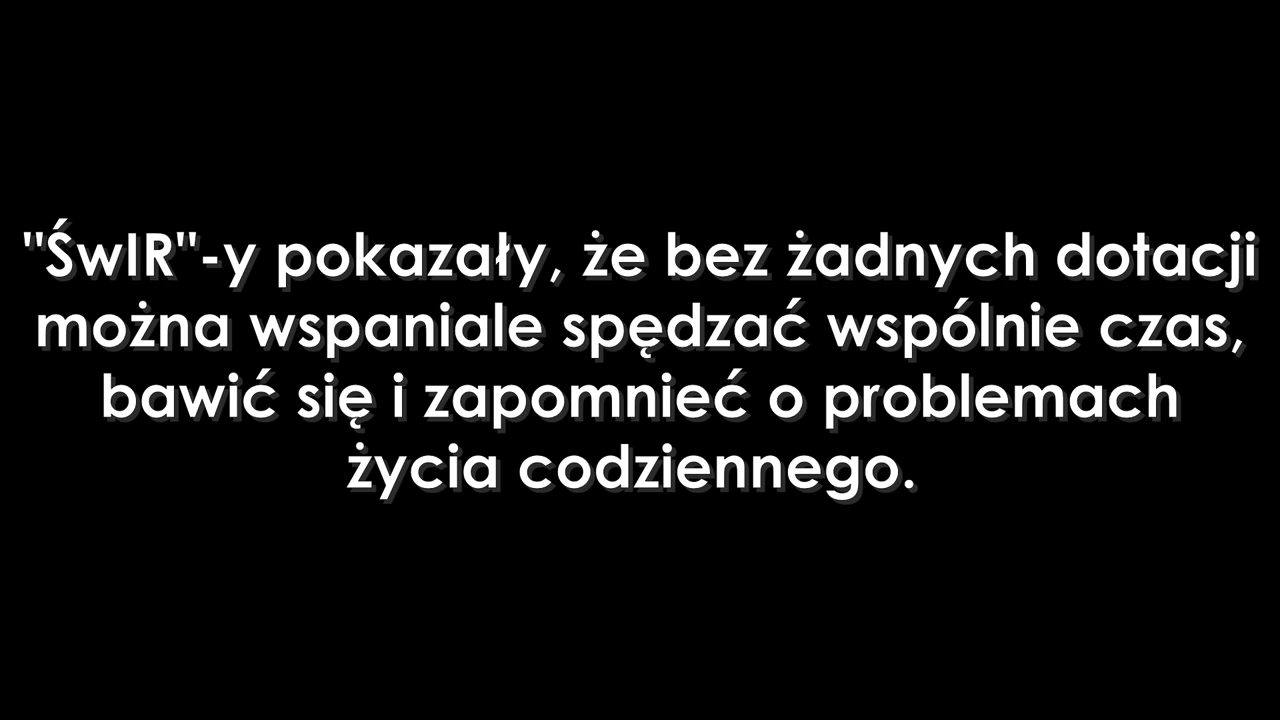 "ŚwIR"-y pokazały, że bez żadnych dotacji
można wspaniale spędzać wspólnie czas,
bawić się i zapomnieć o problemach
życia codziennego.